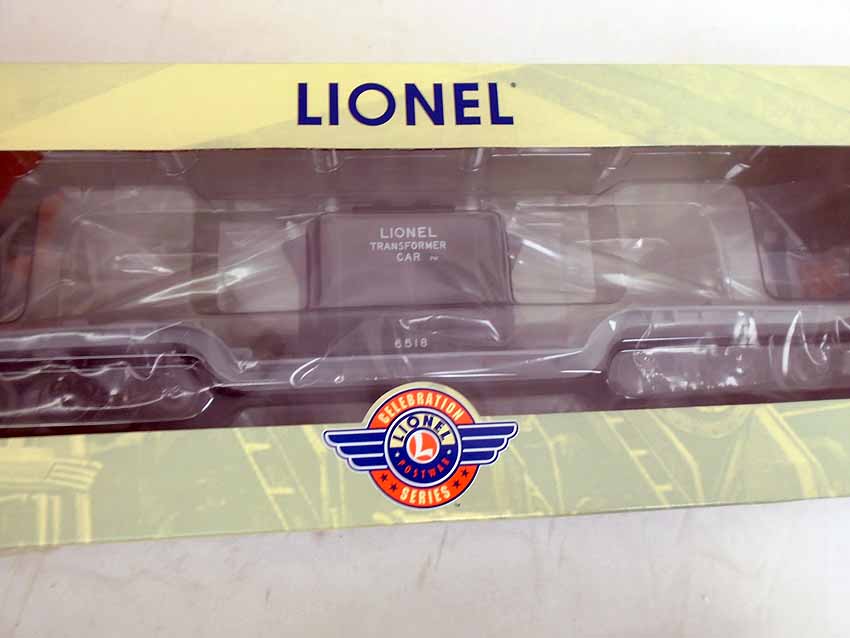 LIONEL
LIONEL
TRANSFORMER
CAR
6518
CELEBRATION
LIONEL
L
POSTWAR
SERIES